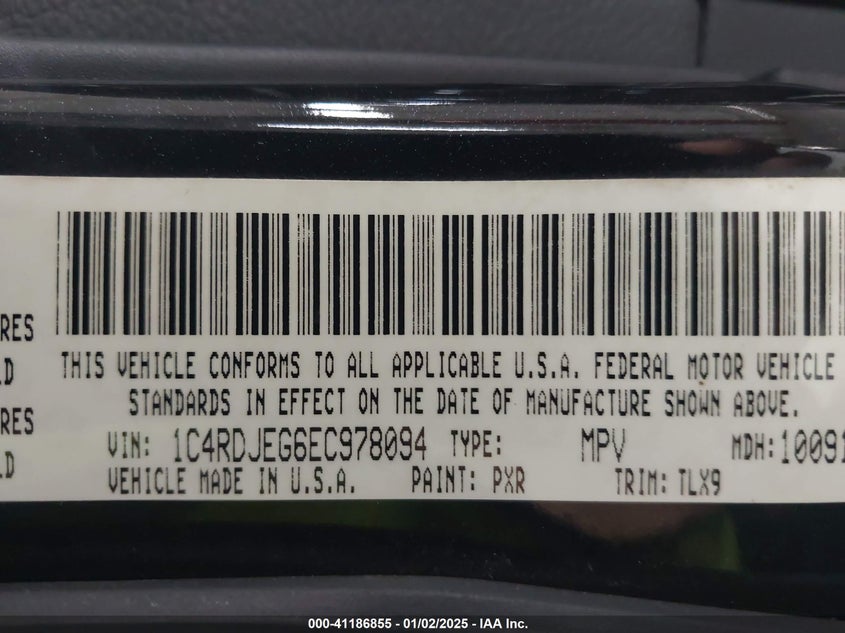 RES
LD
RES
LD
THIS VEHICLE CONFORMS TO ALL APPLICABLE U.S.A. FEDERAL MOTOR VEHICLE
STANDARDS IN EFFECT ON THE DATE OF MANUFACTURE SHOWN ABOVE.
VIN: 1C4RDJEG6EC978094 TYPE: MPV MDH: 10091
VEHICLE MADE IN U.S.A. PAINT: PXR TRIM: TLX9
000-41186855 - 01/02/2025 - IAA Inc.